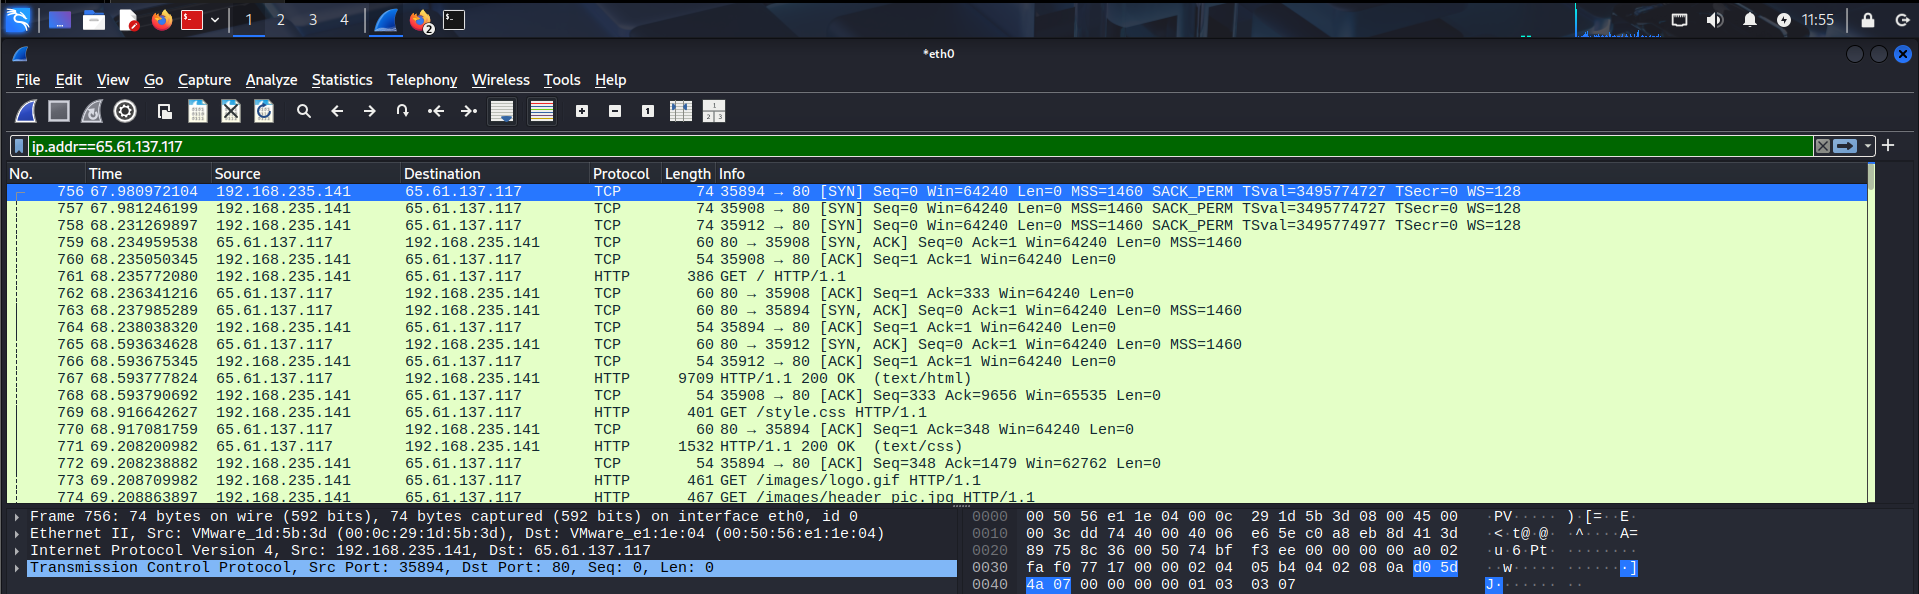 1 2 3 4 2 11:55
*eth0
File Edit View Go Capture Analyze Statistics Telephony Wireless Tools Help
ip.addr==65.61.137.117
No. Time Source Destination Protocol Length Info
756 67.980972104 192.168.235.141 65.61.137.117 TCP 74 35894 → 80 [SYN] Seq=0 Win=64240 Len=0 MSS=1460 SACK_PERM TSval=3495774727 TSecr=0 WS=128
757 67.981246199 192.168.235.141 65.61.137.117 TCP 74 35908 → 80 [SYN] Seq=0 Win=64240 Len=0 MSS=1460 SACK_PERM TSval=3495774727 TSecr=0 WS=128
758 68.231269897 192.168.235.141 65.61.137.117 TCP 74 35912 → 80 [SYN] Seq=0 Win=64240 Len=0 MSS=1460 SACK_PERM TSval=3495774977 TSecr=0 WS=128
759 68.234959538 65.61.137.117 192.168.235.141 TCP 60 80 → 35908 [SYN, ACK] Seq=0 Ack=1 Win=64240 Len=0 MSS=1460
760 68.235050345 192.168.235.141 65.61.137.117 TCP 54 35908 → 80 [ACK] Seq=1 Ack=1 Win=64240 Len=0
761 68.235772080 192.168.235.141 65.61.137.117 HTTP 386 GET / HTTP/1.1
762 68.236341216 65.61.137.117 192.168.235.141 TCP 60 80 → 35908 [ACK] Seq=1 Ack=333 Win=64240 Len=0
763 68.237985289 65.61.137.117 192.168.235.141 TCP 60 80 → 35894 [SYN, ACK] Seq=0 Ack=1 Win=64240 Len=0 MSS=1460
764 68.238038320 192.168.235.141 65.61.137.117 TCP 54 35894 → 80 [ACK] Seq=1 Ack=1 Win=64240 Len=0
765 68.593634628 65.61.137.117 192.168.235.141 TCP 60 80 → 35912 [SYN, ACK] Seq=0 Ack=1 Win=64240 Len=0 MSS=1460
766 68.593675345 192.168.235.141 65.61.137.117 TCP 54 35912 → 80 [ACK] Seq=1 Ack=1 Win=64240 Len=0
767 68.593777824 65.61.137.117 192.168.235.141 HTTP 9709 HTTP/1.1 200 OK (text/html)
768 68.593790692 192.168.235.141 65.61.137.117 TCP 54 35908 → 80 [ACK] Seq=333 Ack=9656 Win=65535 Len=0
769 68.916642627 192.168.235.141 65.61.137.117 HTTP 401 GET /style.css HTTP/1.1
770 68.917081759 65.61.137.117 192.168.235.141 TCP 60 80 → 35894 [ACK] Seq=1 Ack=348 Win=64240 Len=0
771 69.208200982 65.61.137.117 192.168.235.141 HTTP 1532 HTTP/1.1 200 OK (text/css)
772 69.208238882 192.168.235.141 65.61.137.117 TCP 54 35894 → 80 [ACK] Seq=348 Ack=1479 Win=62762 Len=0
773 69.208709982 192.168.235.141 65.61.137.117 HTTP 461 GET /images/logo.gif HTTP/1.1
774 69.208863897 192.168.235.141 65.61.137.117 HTTP 467 GET /images/header_pic.jpg HTTP/1.1
Frame 756: 74 bytes on wire (592 bits), 74 bytes captured (592 bits) on interface eth0, id 0
Ethernet II, Src: VMware_1d:5b:3d (00:0c:29:1d:5b:3d), Dst: VMware_e1:1e:04 (00:50:56:e1:1e:04)
Internet Protocol Version 4, Src: 192.168.235.141, Dst: 65.61.137.117
Transmission Control Protocol, Src Port: 35894, Dst Port: 80, Seq: 0, Len: 0
0000 00 50 56 e1 1e 04 00 0c 29 1d 5b 3d 08 00 45 00 ·PV····· )·[=··E·
0010 00 3c dd 74 40 00 40 06 e6 5e c0 a8 eb 8d 41 3d ·<·t@·@· ·^····A=
0020 89 75 8c 36 00 50 74 bf f3 ee 00 00 00 00 a0 02 ·u·6·Pt· ········
0030 fa f0 77 17 00 00 02 04 05 b4 04 02 08 0a d0 5d ··w····· ·······]
0040 4a 07 00 00 00 00 01 03 03 07 J······· ··